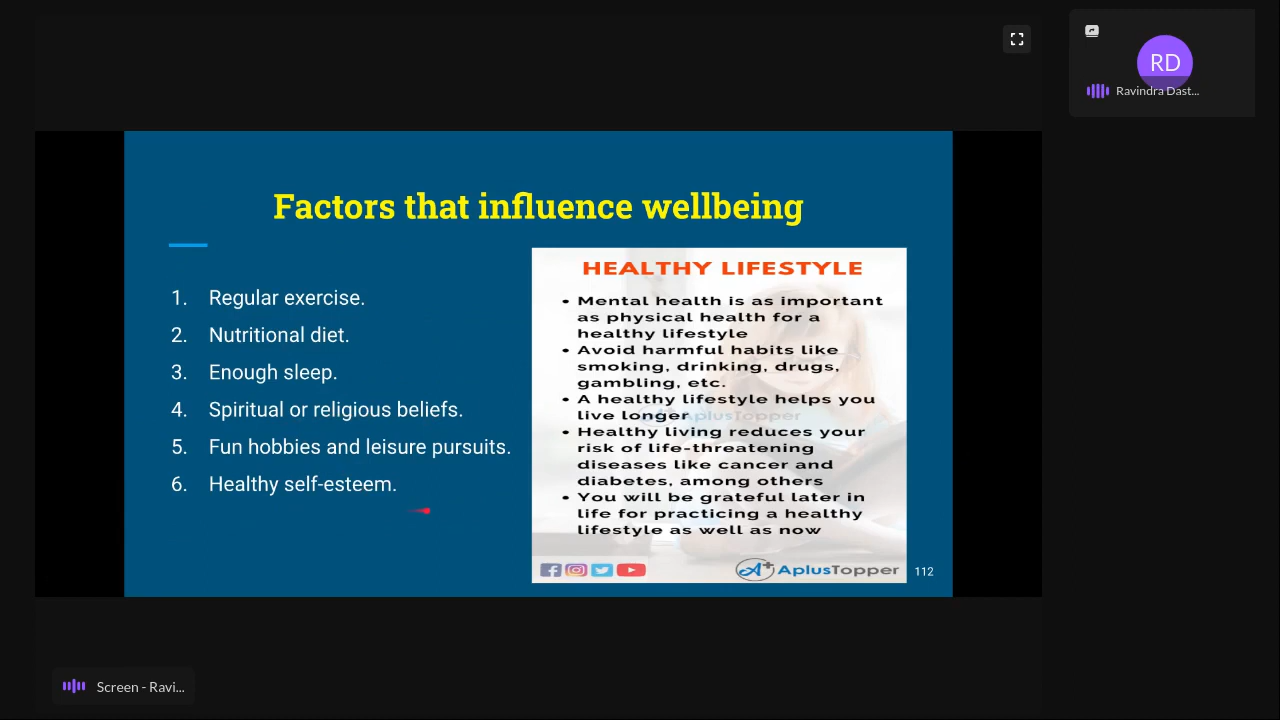 RD
Ravindra Dast...
Factors that influence wellbeing
1. Regular exercise.
2. Nutritional diet.
3. Enough sleep.
4. Spiritual or religious beliefs.
5. Fun hobbies and leisure pursuits.
6. Healthy self-esteem.
HEALTHY LIFESTYLE
• Mental health is as important
as physical health for a
healthy lifestyle
• Avoid harmful habits like
smoking, drinking, drugs,
gambling, etc.
• A healthy lifestyle helps you
live longer
AplusTopper
• Healthy living reduces your
risk of life-threatening
diseases like cancer and
diabetes, among others
• You will be grateful later in
life for practicing a healthy
lifestyle as well as now
A+ AplusTopper
112
Screen - Ravi...